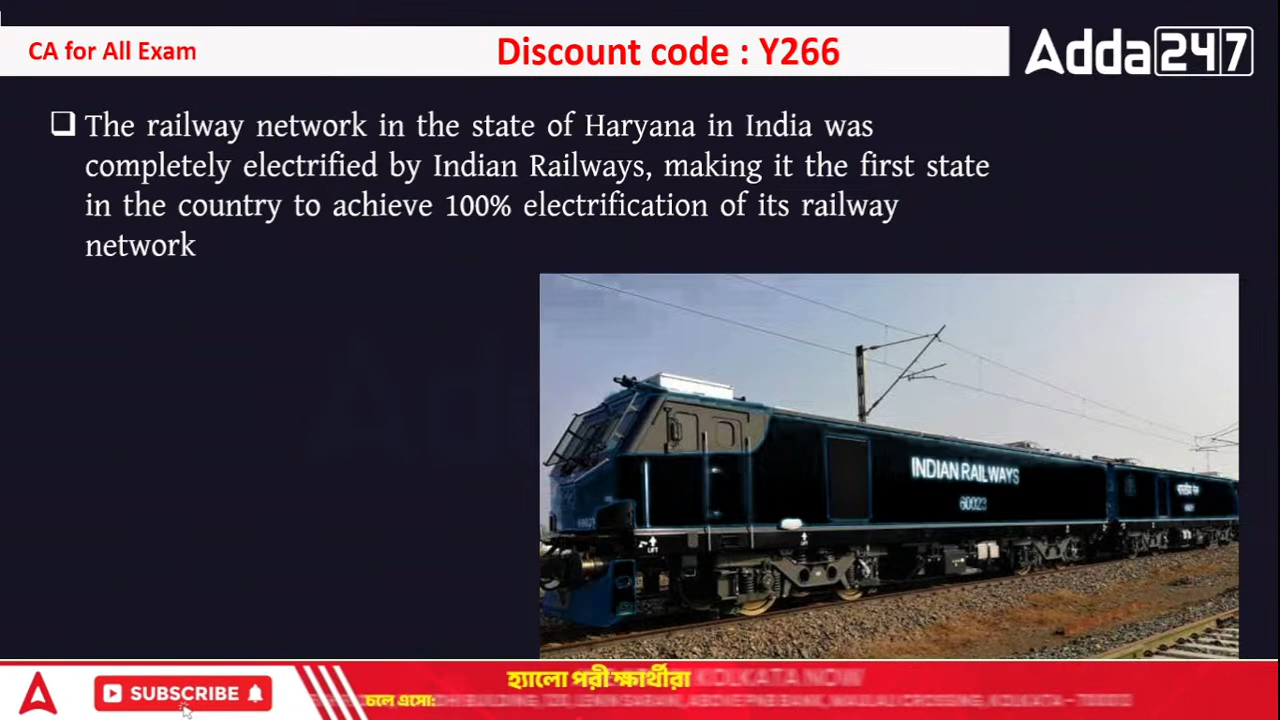 CA for All Exam
Discount code : Y266
Adda247
The railway network in the state of Haryana in India was
completely electrified by Indian Railways, making it the first state
in the country to achieve 100% electrification of its railway
network
INDIAN RAILWAYS
SUBSCRIBE
হ্যালো পরীক্ষার্থীরা
KOLKATA NOW
চলে এসো: